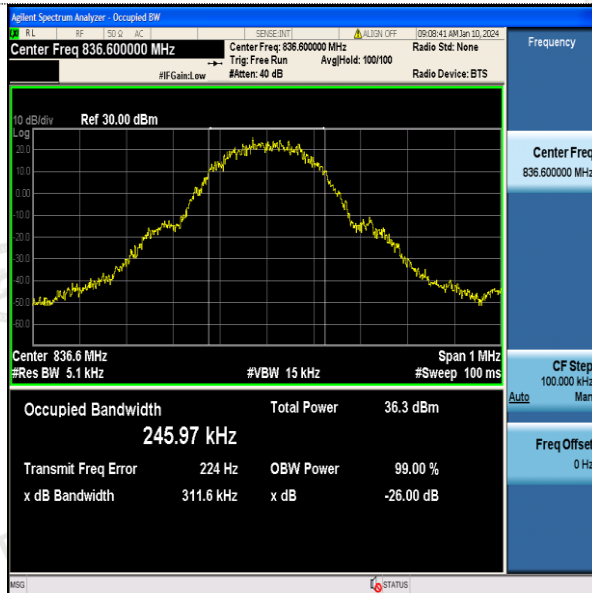 Agilent Spectrum Analyzer - Occupied BW
RL RF 50 Ω AC SENSE:INT ALIGN OFF 09:08:41 AM Jan 10, 2024
Center Freq 836.600000 MHz
Center Freq: 836.600000 MHz
Radio Std: None
Trig: Free Run Avg|Hold: 100/100
#IFGain:Low #Atten: 40 dB Radio Device: BTS
Frequency
10 dB/div Ref 30.00 dBm
Log
20.0
10.0
0.00
-10.0
-20.0
-30.0
-40.0
-50.0
-60.0
Center Freq
836.600000 MHz
Center 836.6 MHz Span 1 MHz
#Res BW 5.1 kHz #VBW 15 kHz #Sweep 100 ms
CF Step
100.000 kHz
Auto Man
Occupied Bandwidth Total Power 36.3 dBm
245.97 kHz
Transmit Freq Error 224 Hz OBW Power 99.00 %
x dB Bandwidth 311.6 kHz x dB -26.00 dB
Freq Offset
0 Hz
MSG STATUS